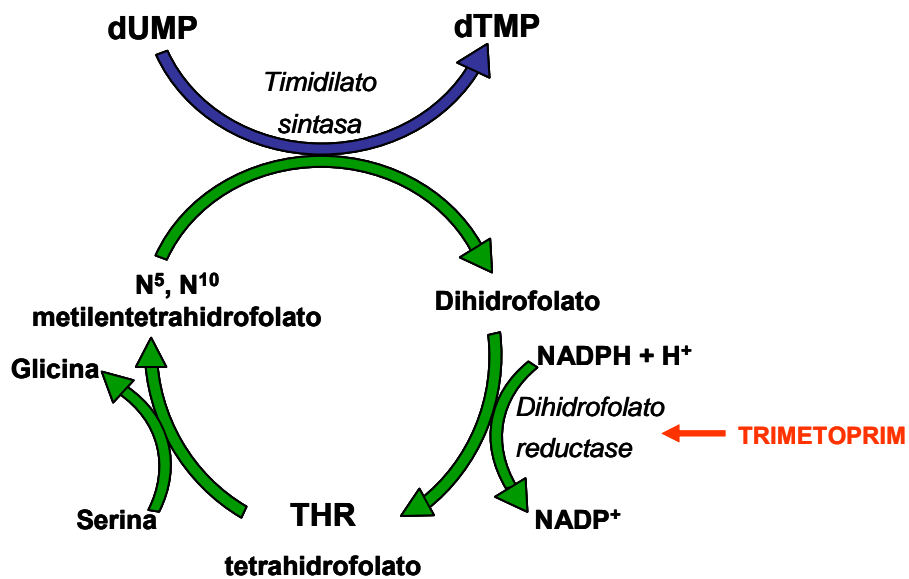 dUMP
dTMP
Timidilato
sintasa
N⁵, N¹⁰
metilentetrahidrofolato
Dihidrofolato
NADPH + H⁺
Glicina
Dihidrofolato
reductase
TRIMETOPRIM
Serina
THR
tetrahidrofolato
NADP⁺